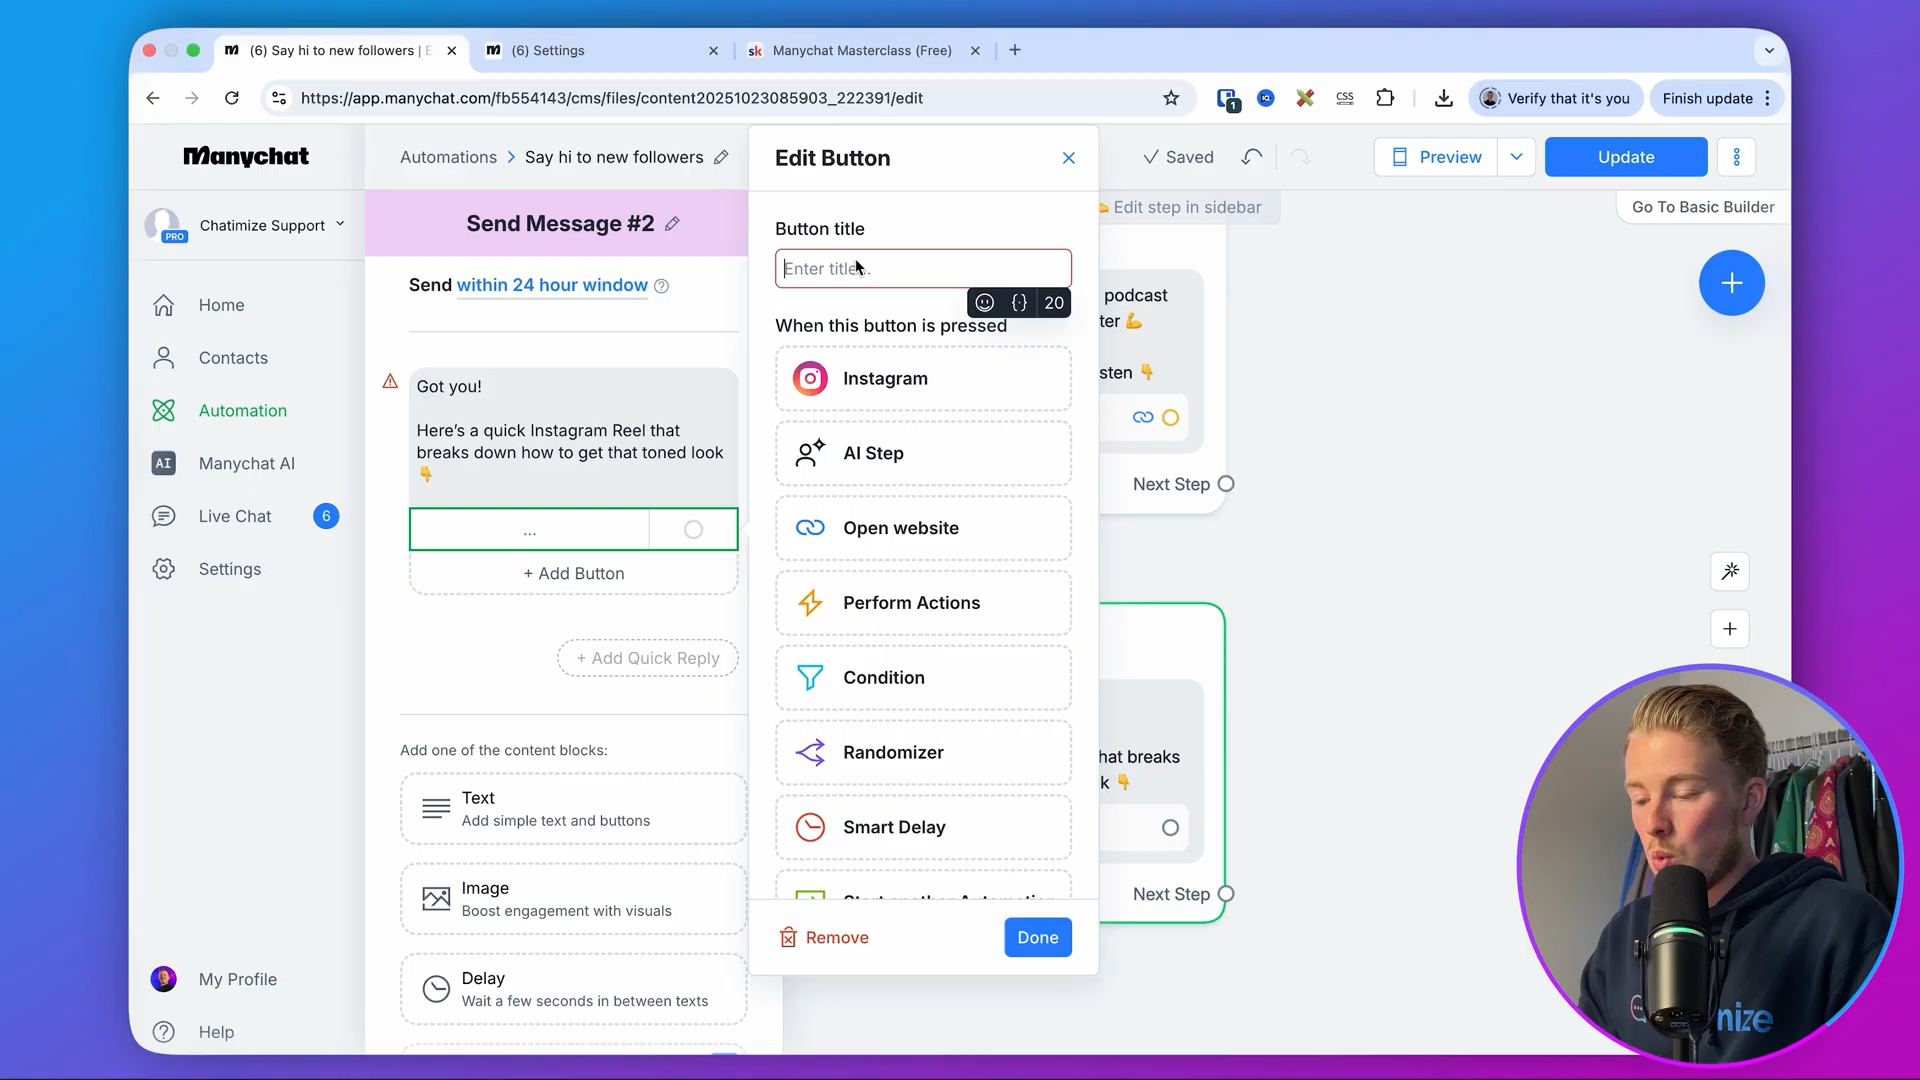 (6) Say hi to new followers | E
(6) Settings
sk
Manychat Masterclass (Free)
https://app.manychat.com/fb554143/cms/files/content20251023085903_222391/edit
1
CSS
Verify that it's you
Finish update
Manychat
Automations
Say hi to new followers
Edit Button
Saved
Preview
Update
PRO
Chatimize Support
Send Message #2
Edit step in sidebar
Go To Basic Builder
Button title
Enter title...
20
Send within 24 hour window
When this button is pressed
Home
Contacts
Automation
AI
Manychat AI
Live Chat
6
Settings
Got you!
Here's a quick Instagram Reel that
breaks down how to get that toned look
👇
...
+ Add Button
+ Add Quick Reply
Add one of the content blocks:
Text
Add simple text and buttons
Image
Boost engagement with visuals
Delay
Wait a few seconds in between texts
Instagram
AI Step
Open website
Perform Actions
Condition
Randomizer
Smart Delay
Remove
Done
podcast
ter 💪
sten 👇
Next Step
hat breaks
k 👇
Next Step
My Profile
Help
nize